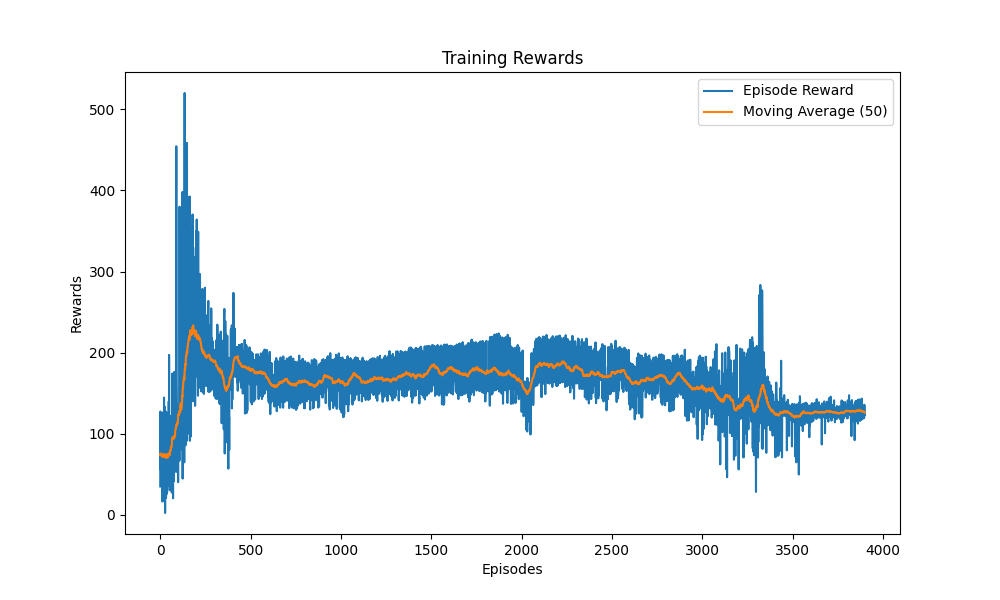 Training Rewards
Episode Reward
Moving Average (50)
500
400
300
200
100
0
Rewards
0 500 1000 1500 2000 2500 3000 3500 4000
Episodes